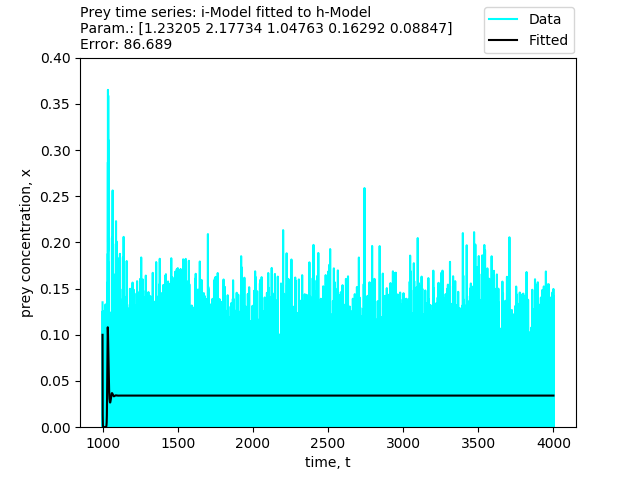 Prey time series: i-Model fitted to h-Model
Param.: [1.23205 2.17734 1.04763 0.16292 0.08847]
Error: 86.689
Data
Fitted
0.40
0.35
0.30
0.25
0.20
0.15
0.10
0.05
0.00
prey concentration, x
1000 1500 2000 2500 3000 3500 4000
time, t